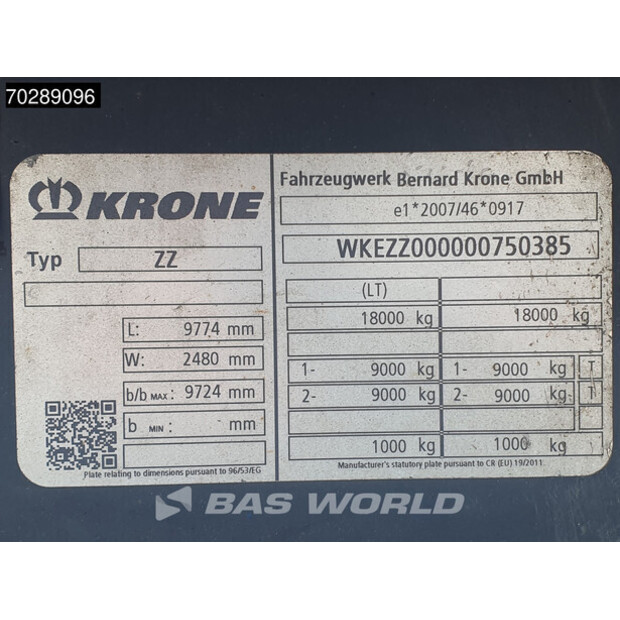 70289096
KRONE
Typ ZZ
L: 9774 mm
W: 2480 mm
b/b MAX: 9724 mm
b MIN: mm
Plate relating to dimensions pursuant to 96/53/EG
Fahrzeugwerk Bernard Krone GmbH
e1*2007/46*0917
WKEZZ000000750385
(LT)
18000 kg 18000 kg
1- 9000 kg 1- 9000 kg T
2- 9000 kg 2- 9000 kg T
1000 kg 1000 kg
Manufacturer's statutory plate pursuant to CR (EU) 19/2011.
BAS WORLD